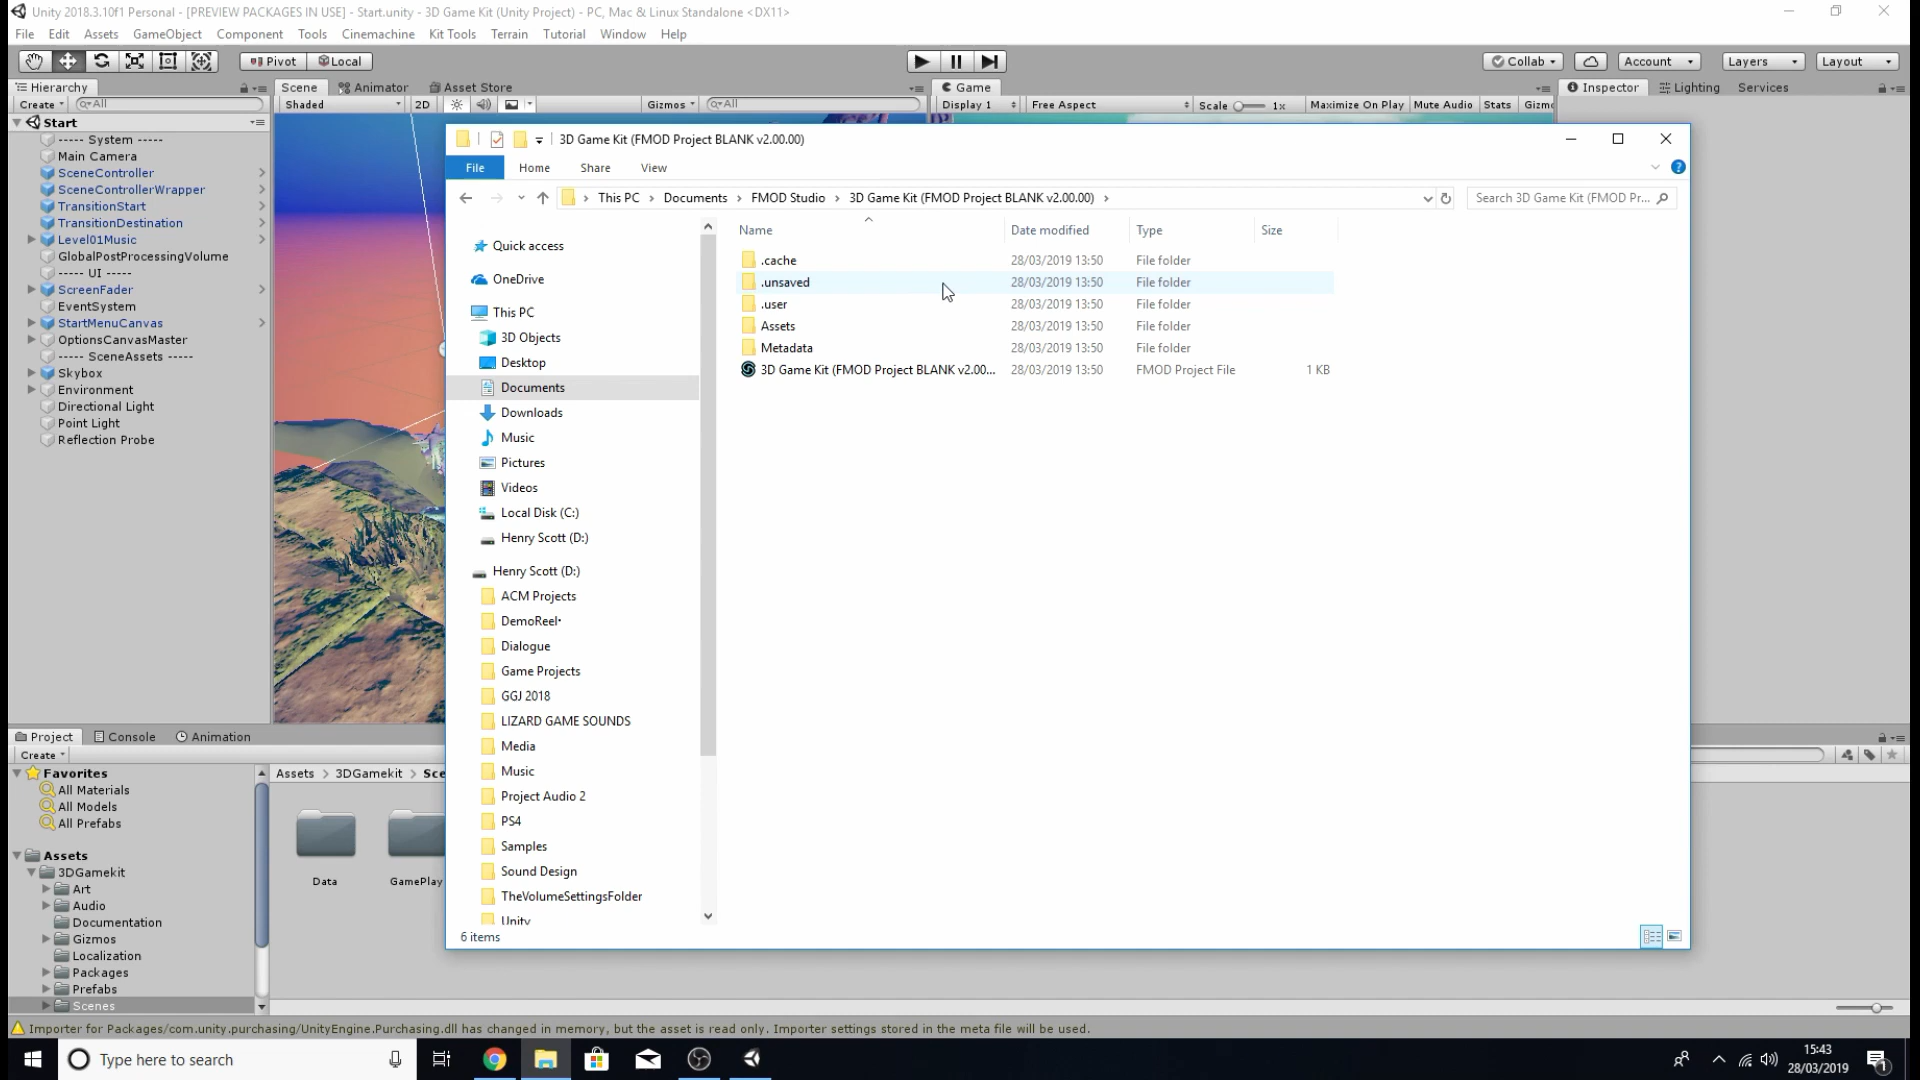 Unity 2018.3.10f1 Personal - [PREVIEW PACKAGES IN USE] - Start.unity - 3D Game Kit (Unity Project) - PC, Mac & Linux Standalone <DX11>
File Edit Assets GameObject Component Cinemachine Kit Tools Terrain Tutorial Window Help
Pivot Local Collab Account Layers Layout
Hierarchy Scene Animator Asset Store Game Inspector Lighting Services
Create All Shaded 2D Gizmos All Display 1 Free Aspect Scale 1x Maximize On Play Mute Audio Stats Gizm
Start
----- System -----
Main Camera
SceneController
SceneControllerWrapper
TransitionStart
TransitionDestination
Level01Music
GlobalPostProcessingVolume
----- UI -----
ScreenFader
EventSystem
StartMenuCanvas
OptionsCanvasMaster
----- SceneAssets -----
Skybox
Environment
Directional Light
Point Light
Reflection Probe
3D Game Kit (FMOD Project BLANK v2.00.00)
File Home Share View
This PC Documents FMOD Studio 3D Game Kit (FMOD Project BLANK v2.00.00) Search 3D Game Kit (FMOD Pr...
Quick access
OneDrive
This PC
3D Objects
Desktop
Documents
Downloads
Music
Pictures
Videos
Local Disk (C:)
Henry Scott (D:)
Henry Scott (D:)
ACM Projects
DemoReel•
Dialogue
Game Projects
GGJ 2018
LIZARD GAME SOUNDS
Media
Music
Project Audio 2
PS4
Samples
Sound Design
TheVolumeSettingsFolder
Unity
Name Date modified Type Size
.cache 28/03/2019 13:50 File folder
.unsaved 28/03/2019 13:50 File folder
.user 28/03/2019 13:50 File folder
Assets 28/03/2019 13:50 File folder
Metadata 28/03/2019 13:50 File folder
3D Game Kit (FMOD Project BLANK v2.00... 28/03/2019 13:50 FMOD Project File 1 KB
6 items
Project Console Animation
Create
Favorites
All Materials
All Models
All Prefabs
Assets
3DGamekit
Art
Audio
Documentation
Gizmos
Localization
Packages
Prefabs
Scenes
Assets 3DGamekit Sce
Data GamePlay
Importer for Packages/com.unity.purchasing/UnityEngine.Purchasing.dll has changed in memory, but the asset is read only. Importer settings stored in the meta file will be used.
Type here to search
15:43
28/03/2019
1